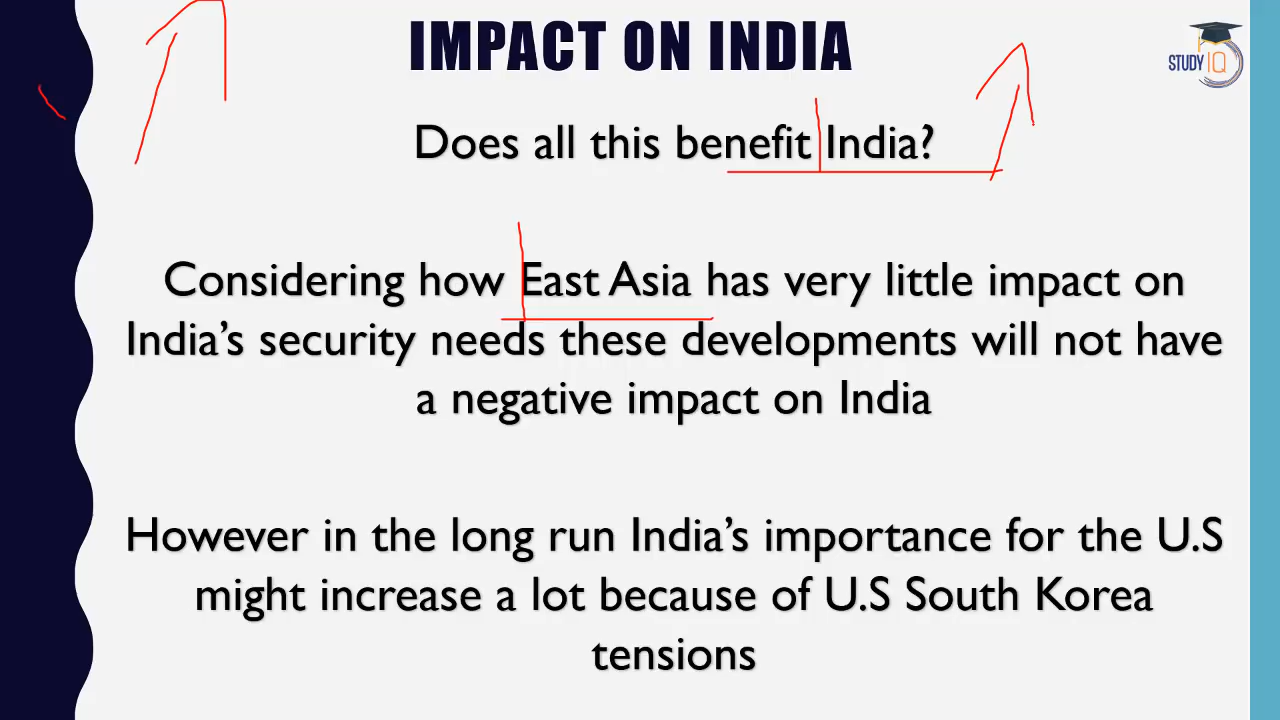 IMPACT ON INDIA
STUDY IQ
Does all this benefit India?
Considering how East Asia has very little impact on
India's security needs these developments will not have
a negative impact on India
However in the long run India's importance for the U.S
might increase a lot because of U.S South Korea
tensions